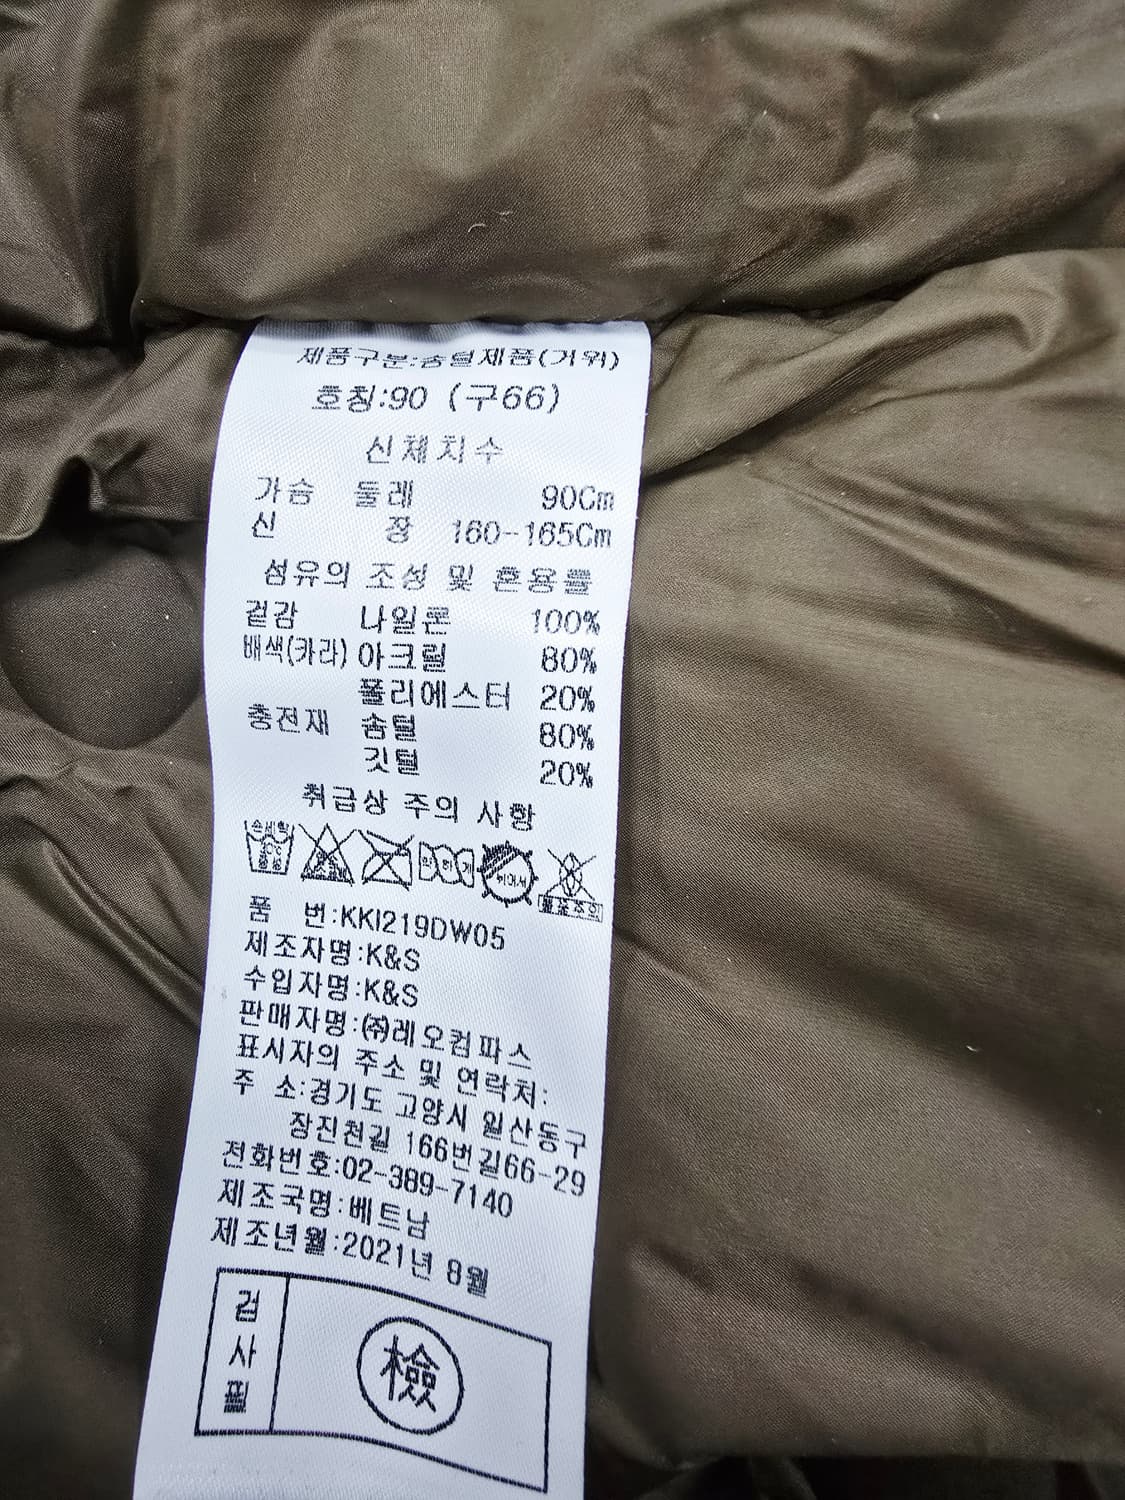 제품구분:솜털제품(거위)
호칭:90 (구66)
신체치수
가슴 둘레 90Cm
신 장 160-165Cm
섬유의 조성 및 혼용률
겉감 나일론 100%
배색(카라) 아크릴 80%
폴리에스터 20%
충전재 솜털 80%
깃털 20%
취급상 주의 사항
손세탁 약하게
품 번:KKI219DW05
제조자명:K&S
수입자명:K&S
판매자명:㈜레오컴파스
표시자의 주소 및 연락처:
주 소:경기도 고양시 일산동구
장진천길 166번길66-29
전화번호:02-389-7140
제조국명:베트남
제조년월:2021년 8월
검사필
檢